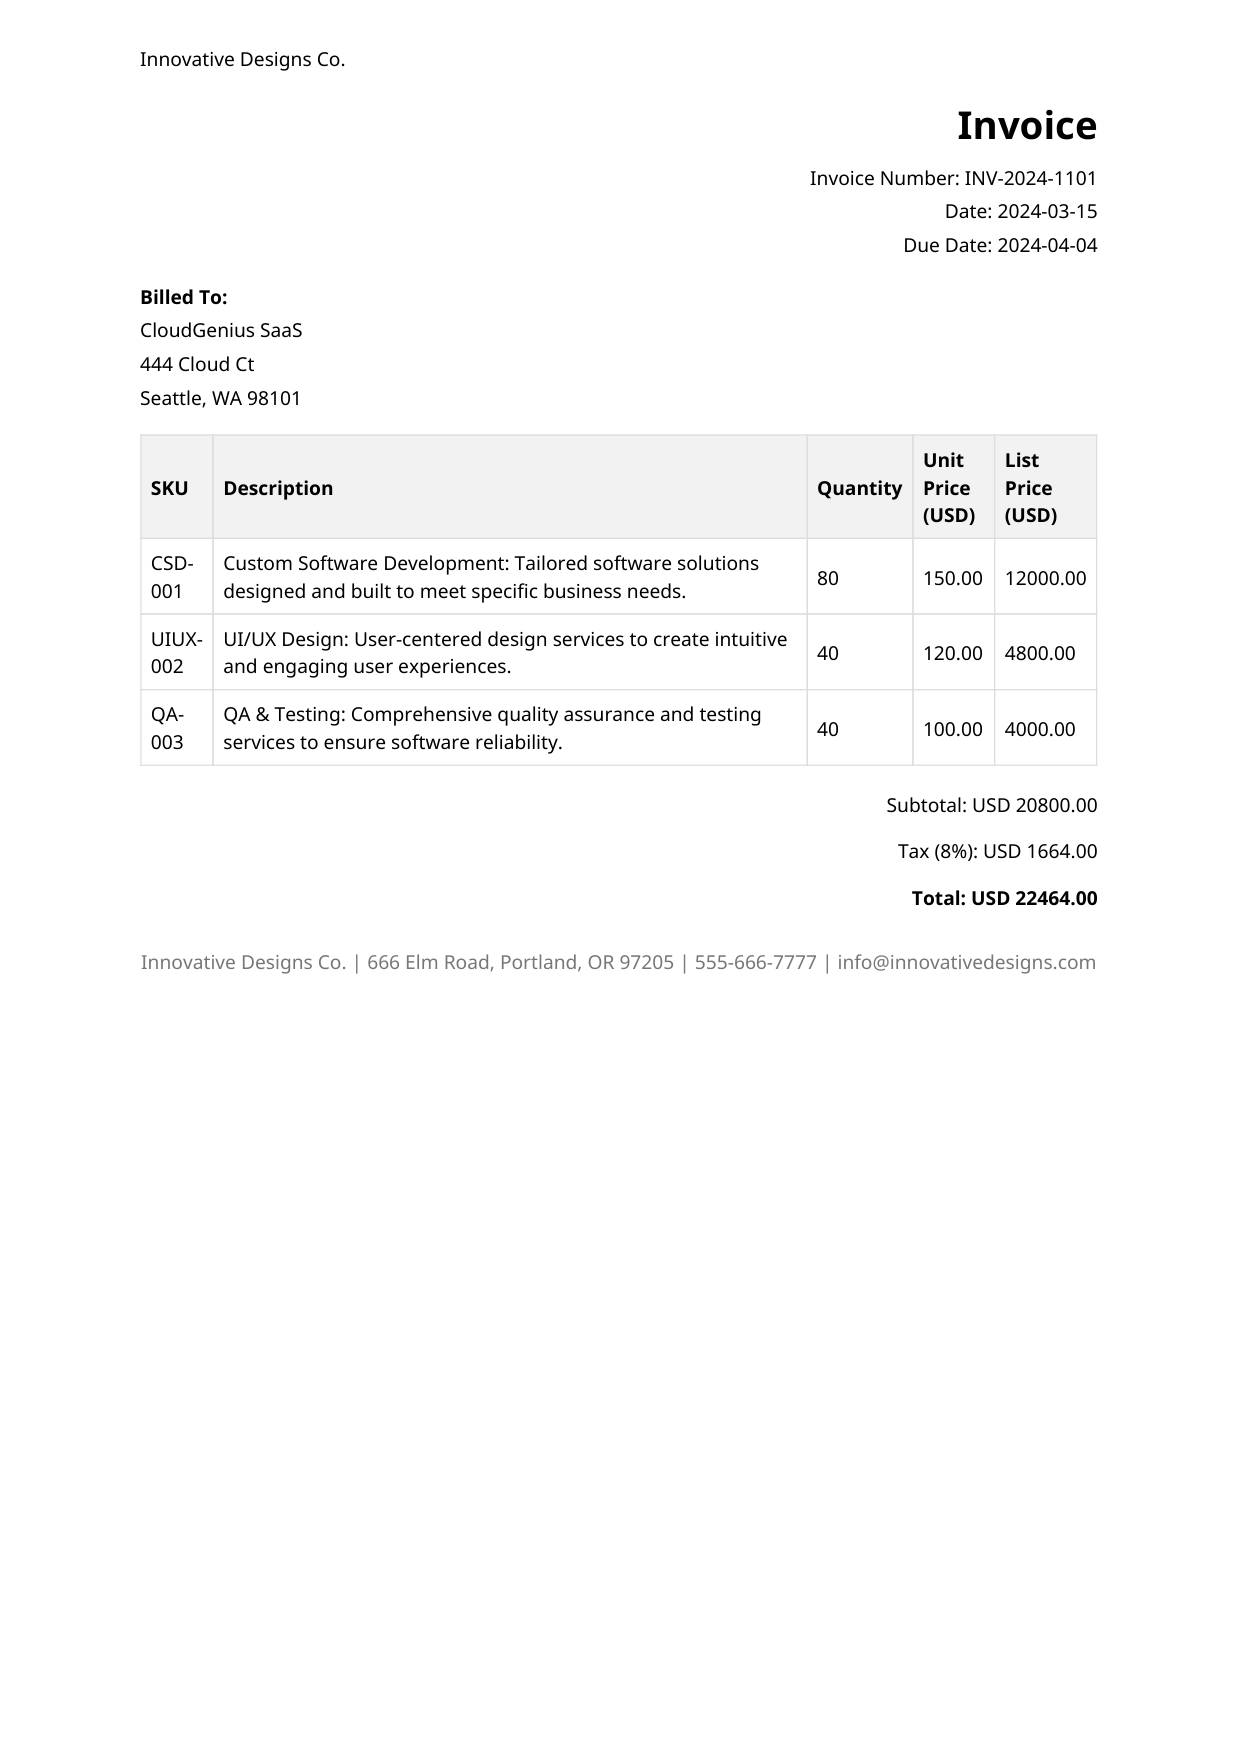 Innovative Designs Co.
Invoice
Invoice Number: INV-2024-1101
Date: 2024-03-15
Due Date: 2024-04-04
Billed To:
CloudGenius SaaS
444 Cloud Ct
Seattle, WA 98101
SKU Description Quantity Unit Price (USD) List Price (USD)
CSD-001 Custom Software Development: Tailored software solutions designed and built to meet specific business needs. 80 150.00 12000.00
UIUX-002 UI/UX Design: User-centered design services to create intuitive and engaging user experiences. 40 120.00 4800.00
QA-003 QA & Testing: Comprehensive quality assurance and testing services to ensure software reliability. 40 100.00 4000.00
Subtotal: USD 20800.00
Tax (8%): USD 1664.00
Total: USD 22464.00
Innovative Designs Co. | 666 Elm Road, Portland, OR 97205 | 555-666-7777 | info@innovativedesigns.com